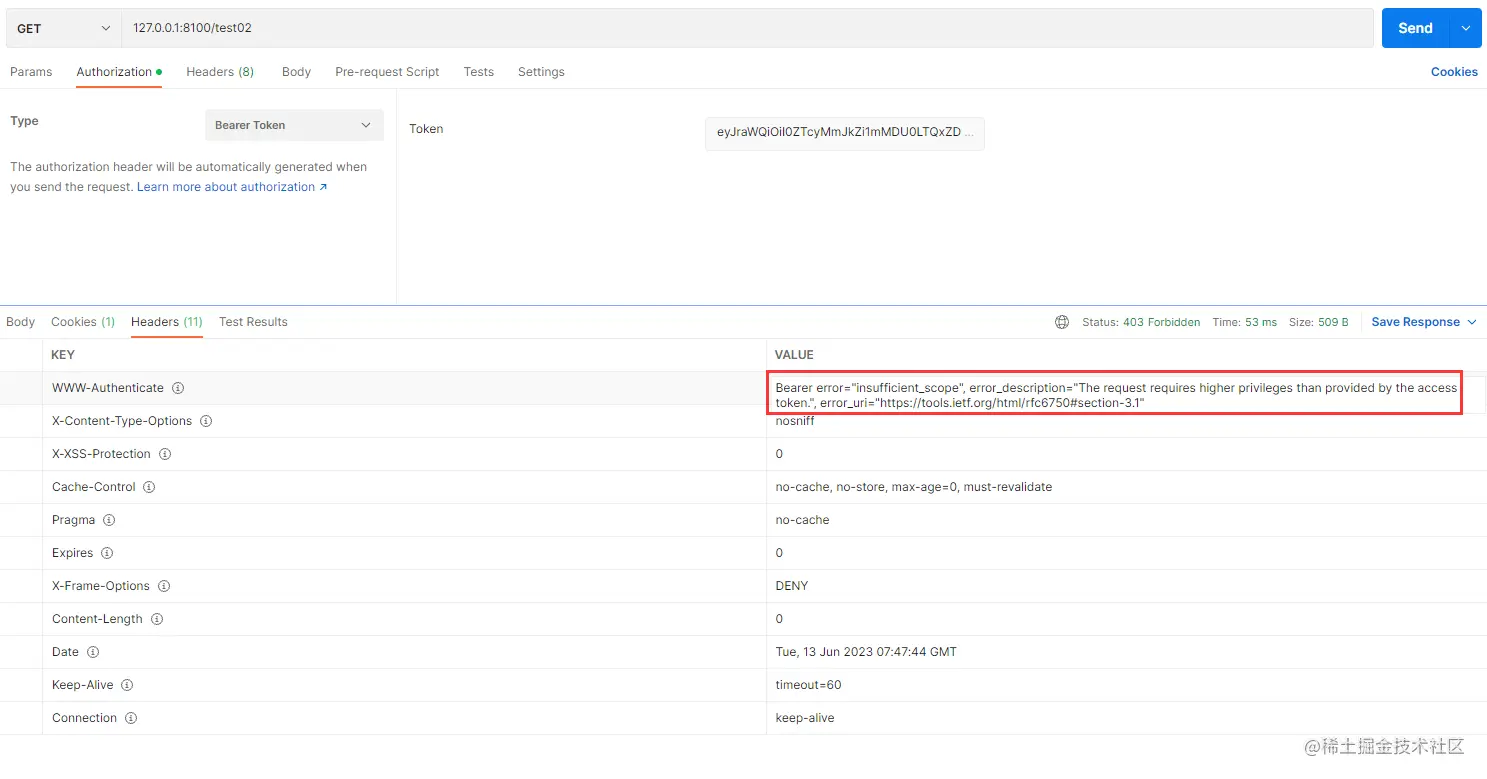 GET
127.0.0.1:8100/test02
Send
Params Authorization Headers (8) Body Pre-request Script Tests Settings Cookies
Type
Bearer Token
Token
eyJraWQiOiI0ZTcyMmJkZi1mMDU0LTQxZD ...
The authorization header will be automatically generated when
you send the request. Learn more about authorization ↗
Body Cookies (1) Headers (11) Test Results Status: 403 Forbidden Time: 53 ms Size: 509 B Save Response
KEY VALUE
WWW-Authenticate Bearer error="insufficient_scope", error_description="The request requires higher privileges than provided by the access
token.", error_uri="https://tools.ietf.org/html/rfc6750#section-3.1"
X-Content-Type-Options nosniff
X-XSS-Protection 0
Cache-Control no-cache, no-store, max-age=0, must-revalidate
Pragma no-cache
Expires 0
X-Frame-Options DENY
Content-Length 0
Date Tue, 13 Jun 2023 07:47:44 GMT
Keep-Alive timeout=60
Connection keep-alive
@稀土掘金技术社区